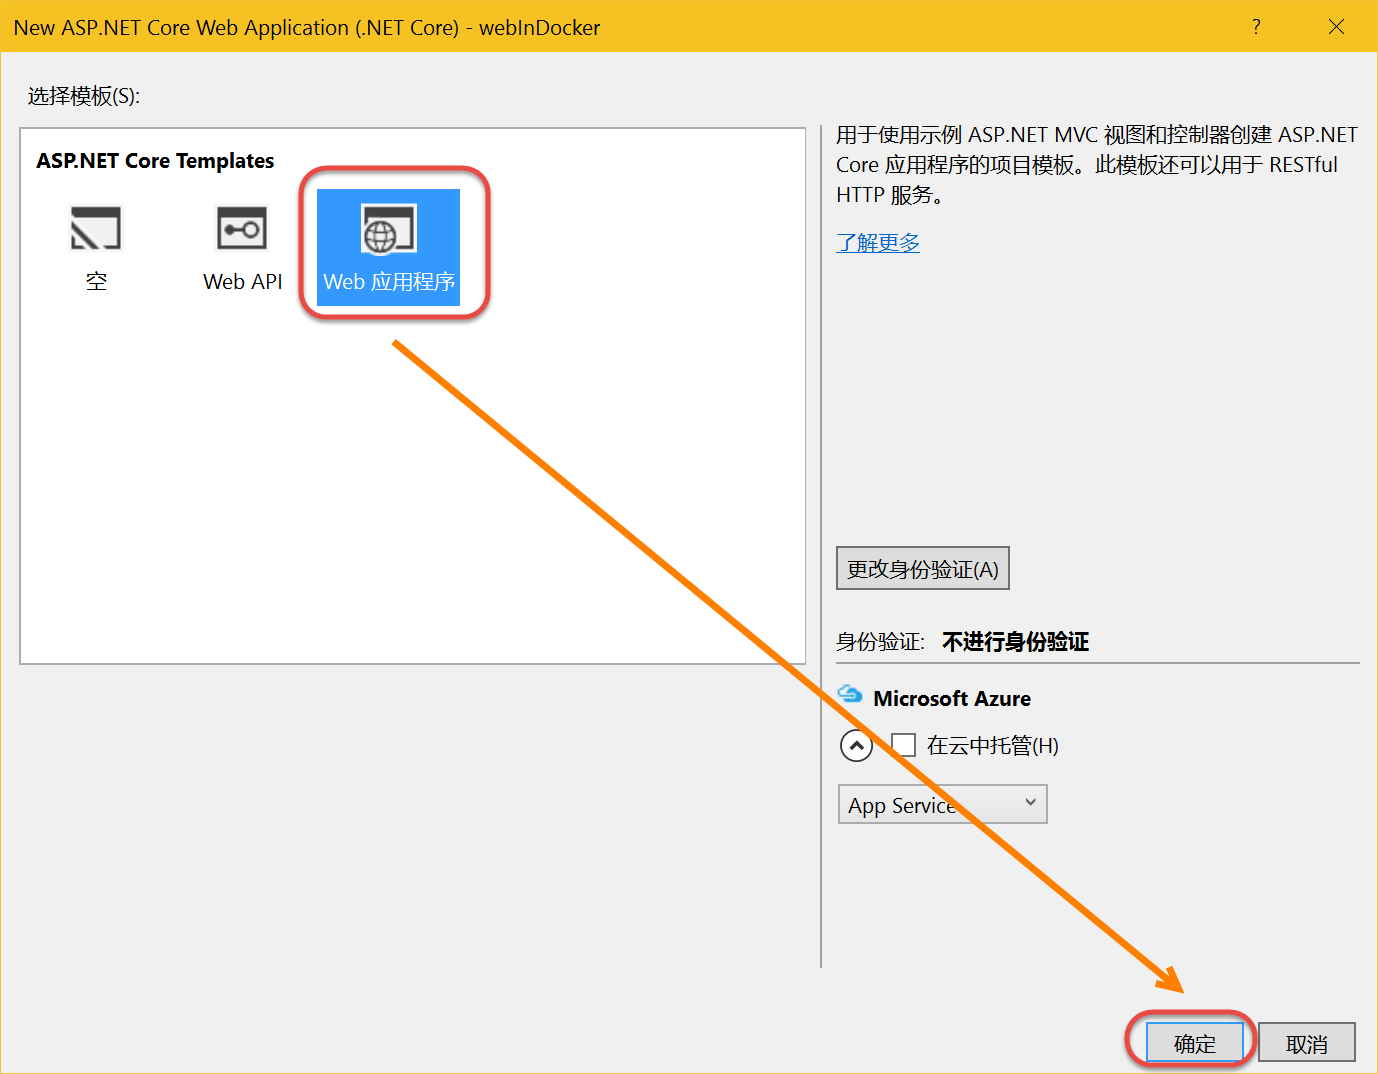 New ASP.NET Core Web Application (.NET Core) - webInDocker
?
选择模板(S):
ASP.NET Core Templates
空
Web API
Web 应用程序
用于使用示例 ASP.NET MVC 视图和控制器创建 ASP.NET
Core 应用程序的项目模板。此模板还可以用于 RESTful
HTTP 服务。
了解更多
更改身份验证(A)
身份验证: 不进行身份验证
Microsoft Azure
在云中托管(H)
App Service
确定
取消